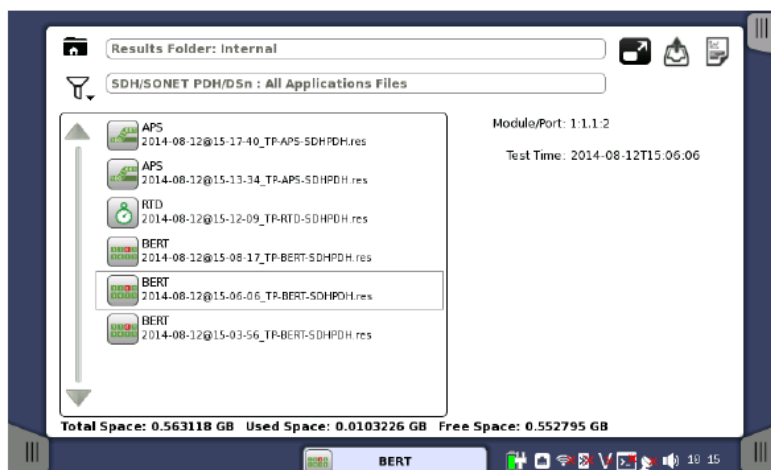 Results Folder: Internal
SDH/SONET PDH/DSn : All Applications Files
APS
2014-08-12@15-17-40_TP-APS-SDHPDH.res
APS
2014-08-12@15-13-34_TP-APS-SDHPDH.res
RTD
2014-08-12@15-12-09_TP-RTD-SDHPDH.res
BERT
2014-08-12@15-08-17_TP-BERT-SDHPDH.res
BERT
2014-08-12@15-06-06_TP-BERT-SDHPDH.res
BERT
2014-08-12@15-03-56_TP-BERT-SDHPDH.res
Module/Port: 1:1.1:2
Test Time: 2014-08-12T15:06:06
Total Space: 0.563118 GB Used Space: 0.0103226 GB Free Space: 0.552795 GB
BERT